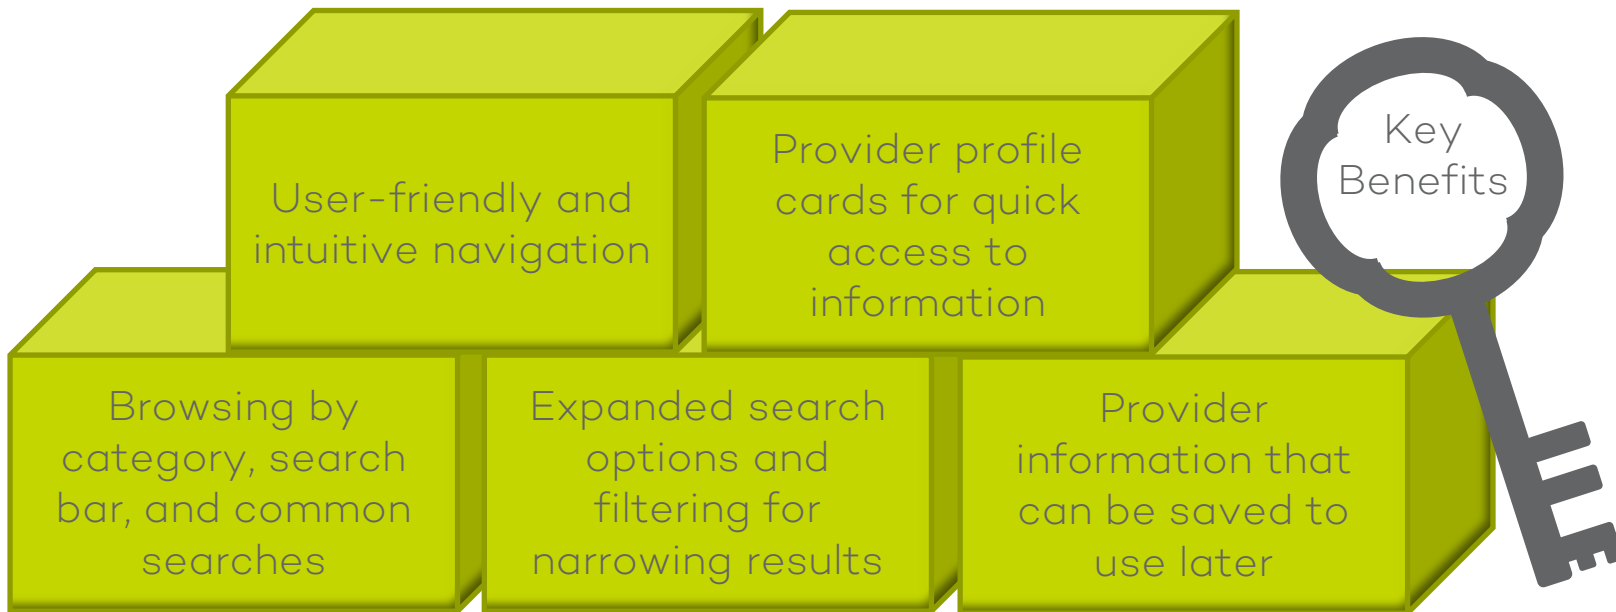 User-friendly and
intuitive navigation
Provider profile
cards for quick
access to
information
Key
Benefits
Browsing by
category, search
bar, and common
searches
Expanded search
options and
filtering for
narrowing results
Provider
information that
can be saved to
use later